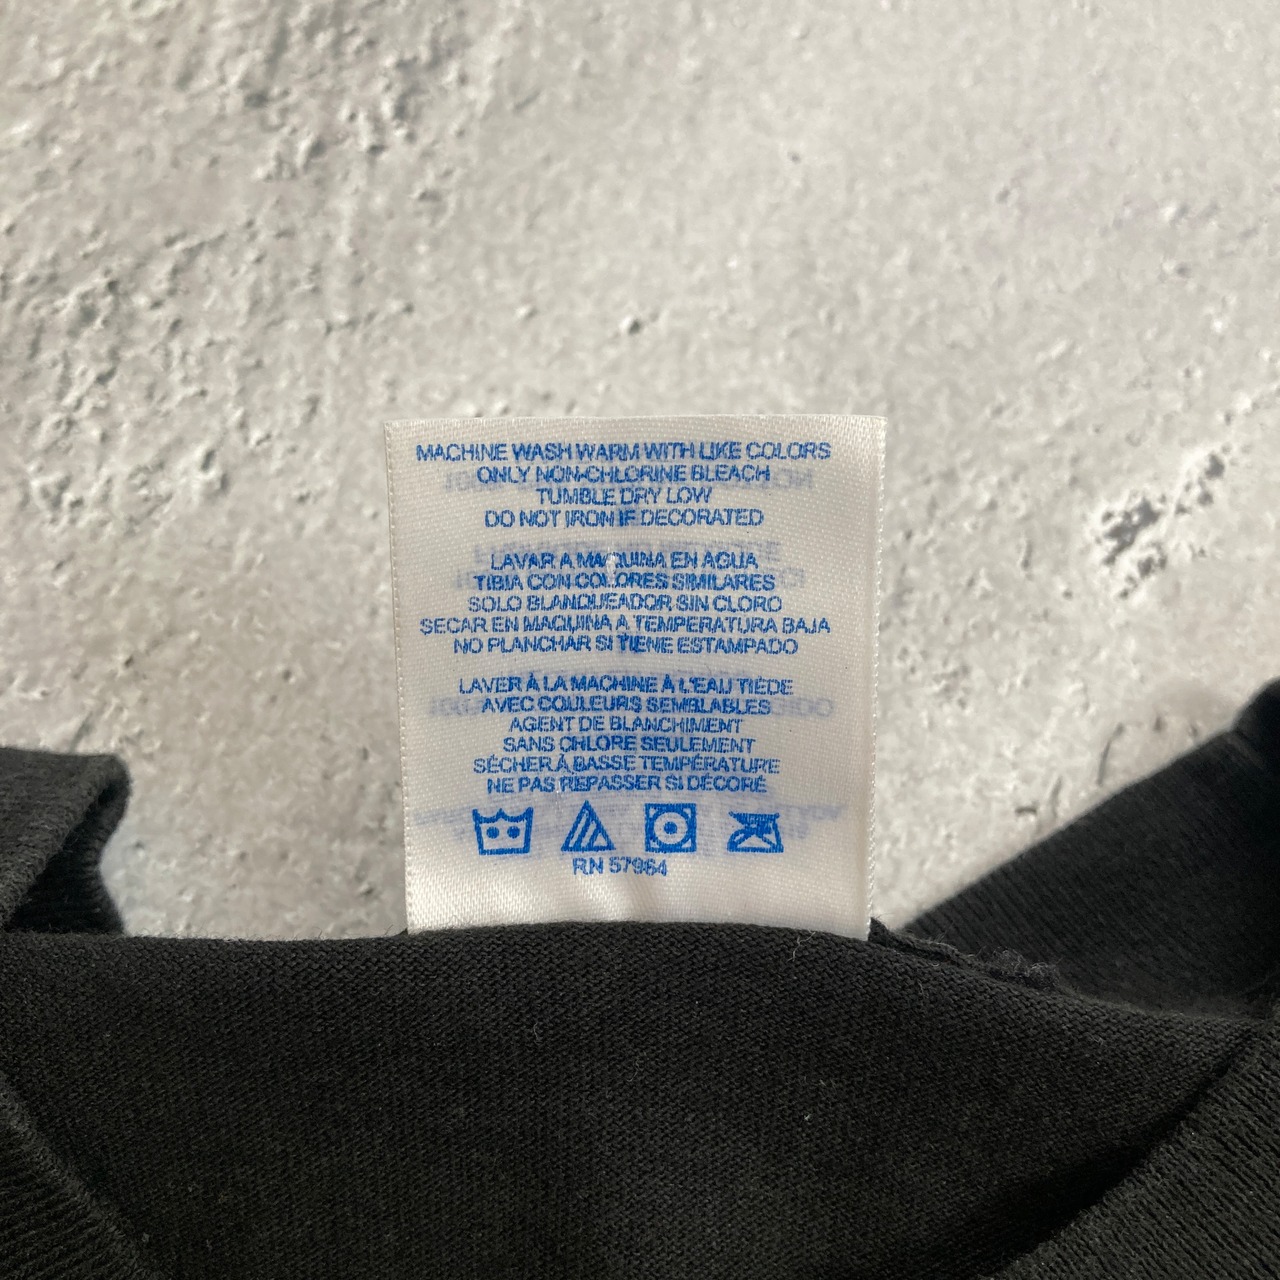 MACHINE WASH WARM WITH LIKE COLORS
ONLY NON-CHLORINE BLEACH
TUMBLE DRY LOW
DO NOT IRON IF DECORATED
LAVAR A MAQUINA EN AGUA
TIBIA CON COLORES SIMILARES
SOLO BLANQUEADOR SIN CLORO
SECAR EN MAQUINA A TEMPERATURA BAJA
NO PLANCHAR SI TIENE ESTAMPADO
LAVER À LA MACHINE À L'EAU TIÈDE
AVEC COULEURS SEMBLABLES
AGENT DE BLANCHIMENT
SANS CHLORE SEULEMENT
SÉCHER À BASSE TEMPÉRATURE
NE PAS REPASSER SI DÉCORÉ
RN 57964